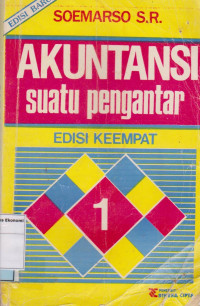 EDISI BARU
SOEMARSO S.R.
AKUNTANSI
suatu pengantar
EDISI KEEMPAT
1
RINEKA CIPTA